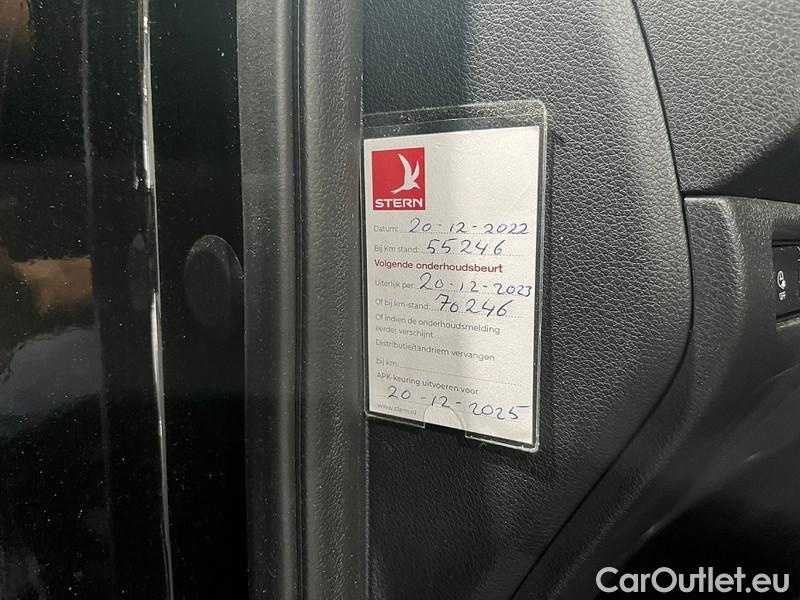 STERN
Datum: 20-12-2022
Bij Km stand: 55246
Volgende onderhoudsbeurt
Uiterlijk per: 20-12-2023
Of bij km-stand: 70246
Of indien de onderhoudsmelding
eerder verschijnt.
Distributie/tandriem vervangen
bij km:
APK-keuring uitvoeren voor
20-12-2025
www.stern.nl
OFF
CarOutlet.eu